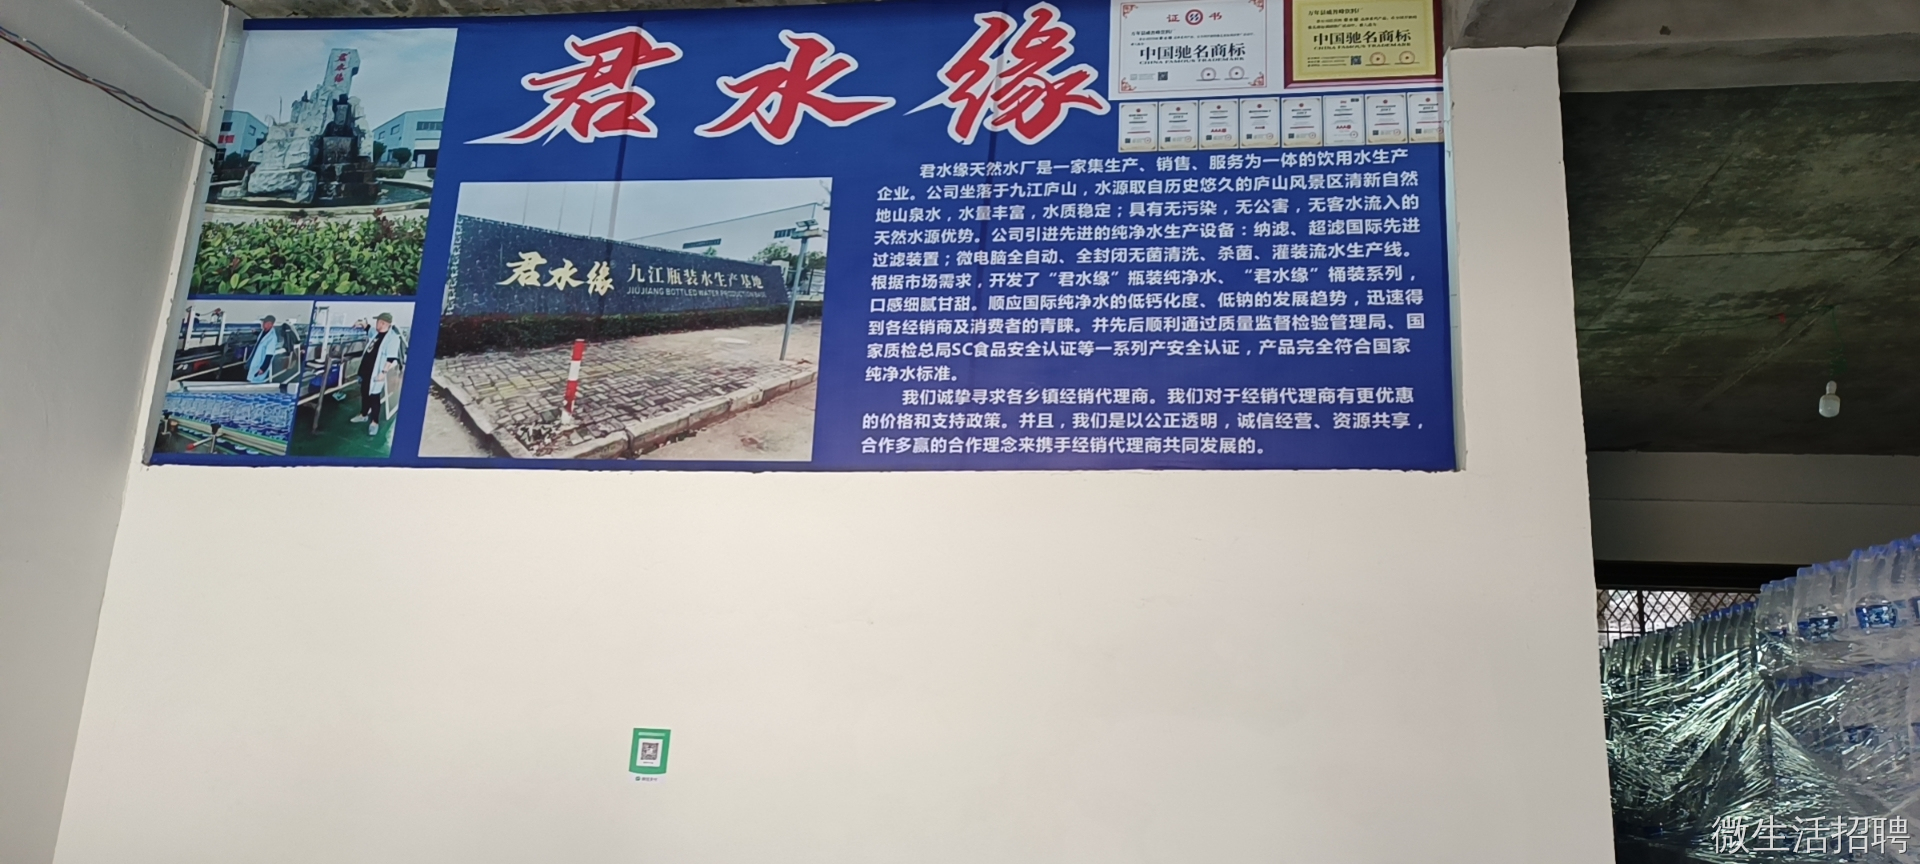 君水缘
君水缘
证 书
中国驰名商标
CHINA FAMOUS TRADEMARK
中国驰名商标
CHINA FAMOUS TRADEMARK
君水缘天然水厂是一家集生产、销售、服务为一体的饮用水生产
企业。公司坐落于九江庐山，水源取自历史悠久的庐山风景区清新自然
地山泉水，水量丰富，水质稳定；具有无污染，无公害，无客水流入的
天然水源优势。公司引进先进的纯净水生产设备：纳滤、超滤国际先进
过滤装置；微电脑全自动、全封闭无菌清洗、杀菌、灌装流水生产线。
根据市场需求，开发了“君水缘”瓶装纯净水、“君水缘”桶装系列，
口感细腻甘甜。顺应国际纯净水的低钙化度、低钠的发展趋势，迅速得
到各经销商及消费者的青睐。并先后顺利通过质量监督检验管理局、国
家质检总局SC食品安全认证等一系列产安全认证，产品完全符合国家
纯净水标准。
我们诚挚寻求各乡镇经销代理商。我们对于经销代理商有更优惠
的价格和支持政策。并且，我们是以公正透明，诚信经营、资源共享，
合作多赢的合作理念来携手经销代理商共同发展的。
君水缘 九江瓶装水生产基地
JIUJIANG BOTTLED WATER PRODUCTION BASE
微生活招聘